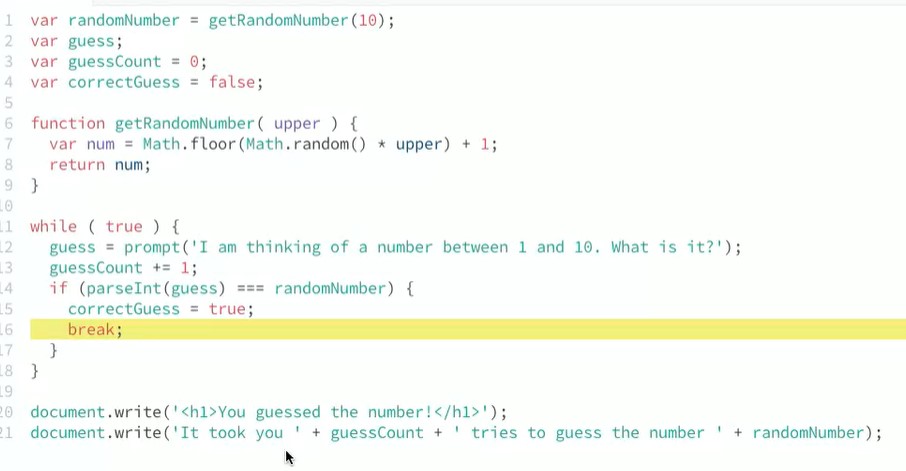 1 var randomNumber = getRandomNumber(10);
2 var guess;
3 var guessCount = 0;
4 var correctGuess = false;
5
6 function getRandomNumber( upper ) {
7   var num = Math.floor(Math.random() * upper) + 1;
8   return num;
9 }
10
11 while ( true ) {
12   guess = prompt('I am thinking of a number between 1 and 10. What is it?');
13   guessCount += 1;
14   if (parseInt(guess) === randomNumber) {
15     correctGuess = true;
16     break;
17   }
18 }
19
20 document.write('<h1>You guessed the number!</h1>');
21 document.write('It took you ' + guessCount + ' tries to guess the number ' + randomNumber);